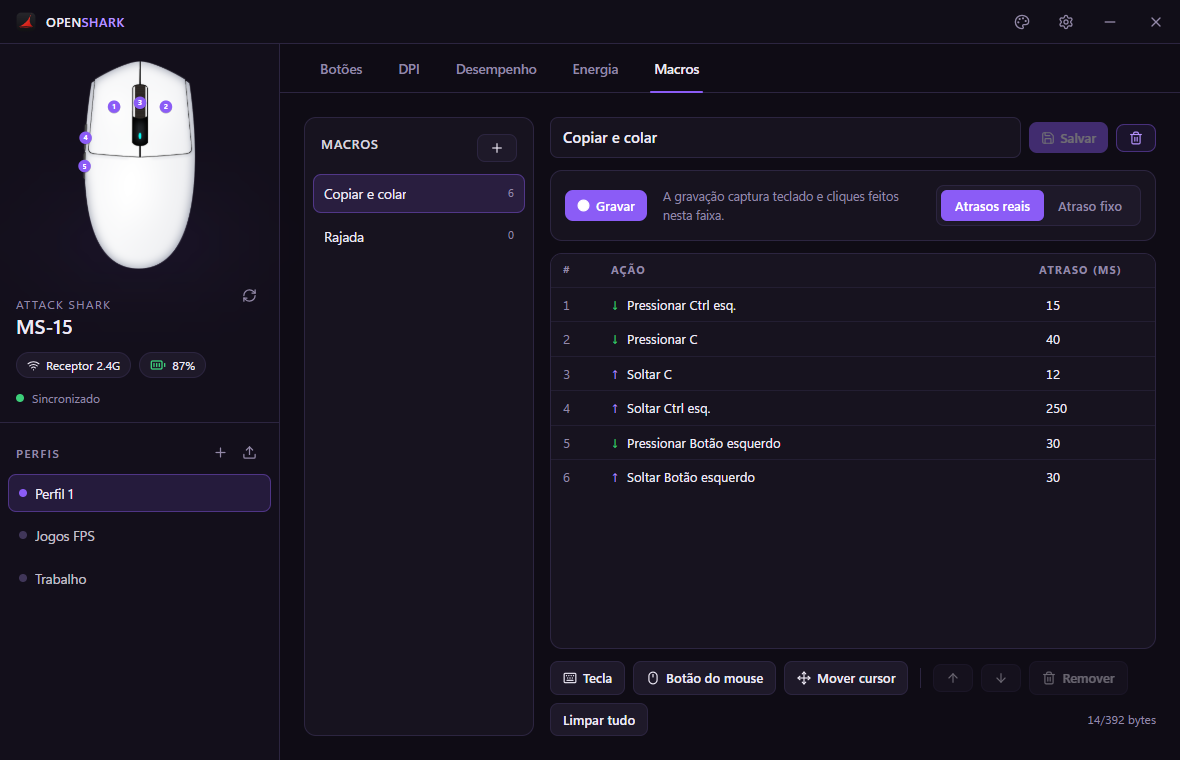 OPENSHARK
1
3
2
4
5
ATTACK SHARK
MS-15
Receptor 2.4G
87%
Sincronizado
PERFIS
Perfil 1
Jogos FPS
Trabalho
Botões DPI Desempenho Energia Macros
MACROS
Copiar e colar 6
Rajada 0
Copiar e colar
Salvar
Gravar
A gravação captura teclado e cliques feitos
nesta faixa.
Atrasos reais Atraso fixo
# AÇÃO ATRASO (MS)
1 ↓ Pressionar Ctrl esq. 15
2 ↓ Pressionar C 40
3 ↑ Soltar C 12
4 ↑ Soltar Ctrl esq. 250
5 ↓ Pressionar Botão esquerdo 30
6 ↑ Soltar Botão esquerdo 30
Tecla Botão do mouse Mover cursor Remover
Limpar tudo 14/392 bytes